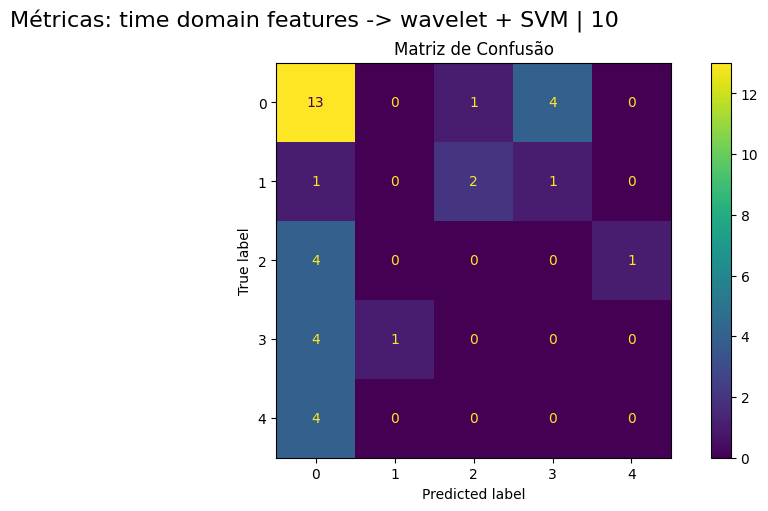 Métricas: time domain features -> wavelet + SVM | 10
Matriz de Confusão
0 13 0 1 4 0
1 1 0 2 1 0
2 4 0 0 0 1
3 4 1 0 0 0
4 4 0 0 0 0
0 1 2 3 4
True label
Predicted label
12
10
8
6
4
2
0